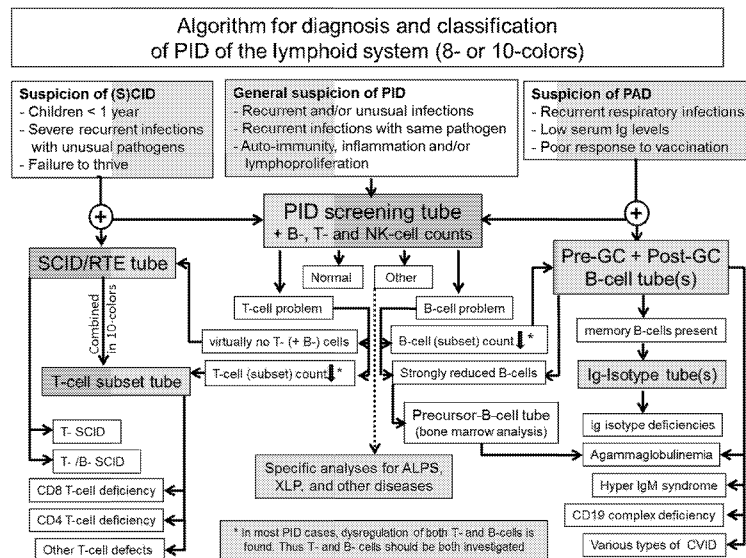 Algorithm for diagnosis and classification
of PID of the lymphoid system (8- or 10-colors)
Suspicion of (S)CID
- Children < 1 year
- Severe recurrent infections
with unusual pathogens
- Failure to thrive
General suspicion of PID
- Recurrent and/or unusual infections
- Recurrent infections with same pathogen
- Auto-immunity, inflammation and/or
lymphoproliferation
Suspicion of PAD
- Recurrent respiratory infections
- Low serum Ig levels
- Poor response to vaccination
+
PID screening tube
+ B-, T- and NK-cell counts
+
SCID/RTE tube
Normal
Other
Pre-GC + Post-GC
B-cell tube(s)
T-cell problem
B-cell problem
Combined
in 10-colors
virtually no T- (+ B-) cells
B-cell (subset) count *
memory B-cells present
T-cell subset tube
T-cell (subset) count *
Strongly reduced B-cells
Ig-Isotype tube(s)
Precursor-B-cell tube
(bone marrow analysis)
Ig isotype deficiencies
T- SCID
T- /B- SCID
Specific analyses for ALPS,
XLP, and other diseases
Agammaglobulinemia
CD8 T-cell deficiency
Hyper IgM syndrome
CD4 T-cell deficiency
CD19 complex deficiency
Other T-cell defects
* In most PID cases, dysregulation of both T- and B-cells is
found. Thus T- and B- cells should be both investigated
Various types of CVID